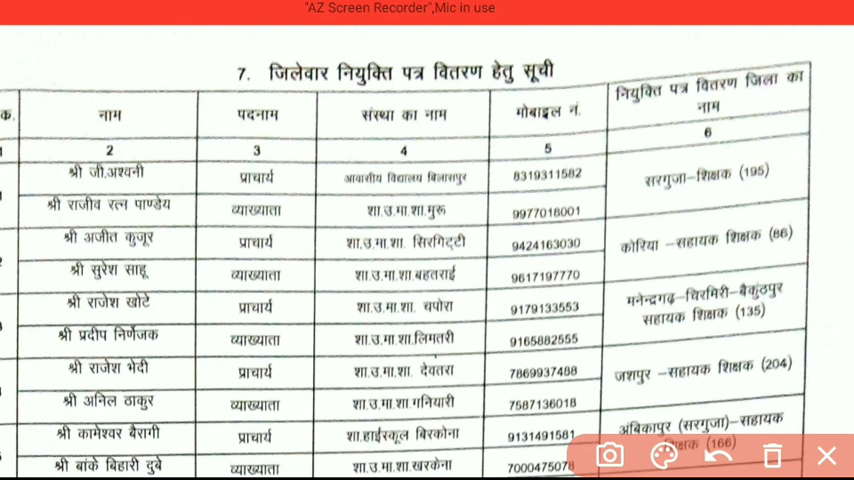 "AZ Screen Recorder",Mic in use
7. जिलेवार नियुक्ति पत्र वितरण हेतु सूची
क. नाम पदनाम संस्था का नाम मोबाइल नं. नियुक्ति पत्र वितरण जिला का
नाम
2 3 4 5 6
श्री जी.अश्वनी प्राचार्य आवासीय विद्यालय बिलासपुर 8319311582 सरगुजा-शिक्षक (195)
श्री राजीव रत्न पाण्डेय व्याख्याता शा.उ.मा.शा.मुरू 9977018001
श्री अजीत कुजूर प्राचार्य शा.उ.मा.शा. सिरगिट्टी 9424163030 कोरिया -सहायक शिक्षक (86)
श्री सुरेश साहू व्याख्याता शा.उ.मा.शा.बहतराई 9617197770
श्री राजेश खोटे प्राचार्य शा.उ.मा.शा. चपोरा 9179133553 मनेन्द्रगढ़-चिरमिरी-बैकुंठपुर
सहायक शिक्षक (135)
श्री प्रदीप निर्णेजक व्याख्याता शा.उ.मा.शा.लिमतरी 9165882555
श्री राजेश भेदी प्राचार्य शा.उ.मा.शा. देवतरा 7869937488 जशपुर -सहायक शिक्षक (204)
श्री अनिल ठाकुर व्याख्याता शा.उ.मा.शा.गनियारी 7587136018
श्री कामेश्वर बैरागी प्राचार्य शा.हाईस्कूल बिरकोना 9131491581 अंबिकापुर (सरगुजा)-सहायक
शिक्षक (166)
श्री बांके बिहारी दुबे व्याख्याता शा.उ.मा.शा.खरकेना 7000475078